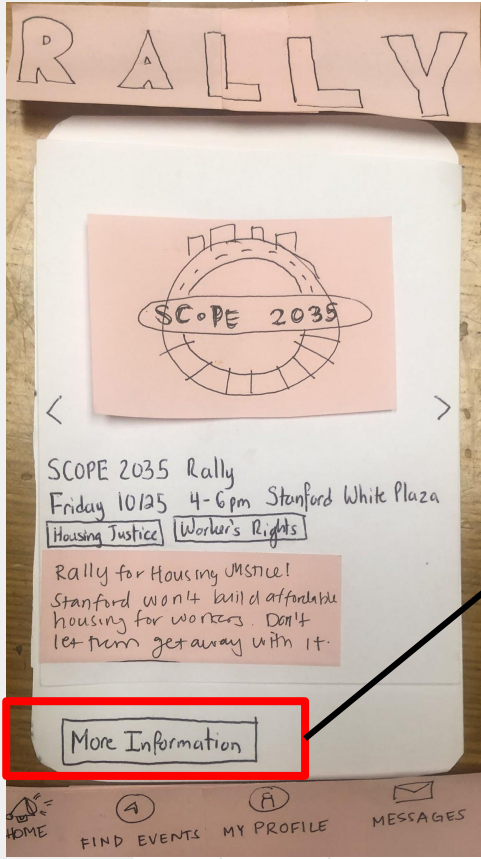 RALLY
SCOPE 2035
< >
SCOPE 2035 Rally
Friday 10/25 4-6pm Stanford White Plaza
Housing Justice Worker's Rights
Rally for Housing Justice!
Stanford won't build affordable
housing for workers. Don't
let them get away with it.
More Information
HOME FIND EVENTS MY PROFILE MESSAGES